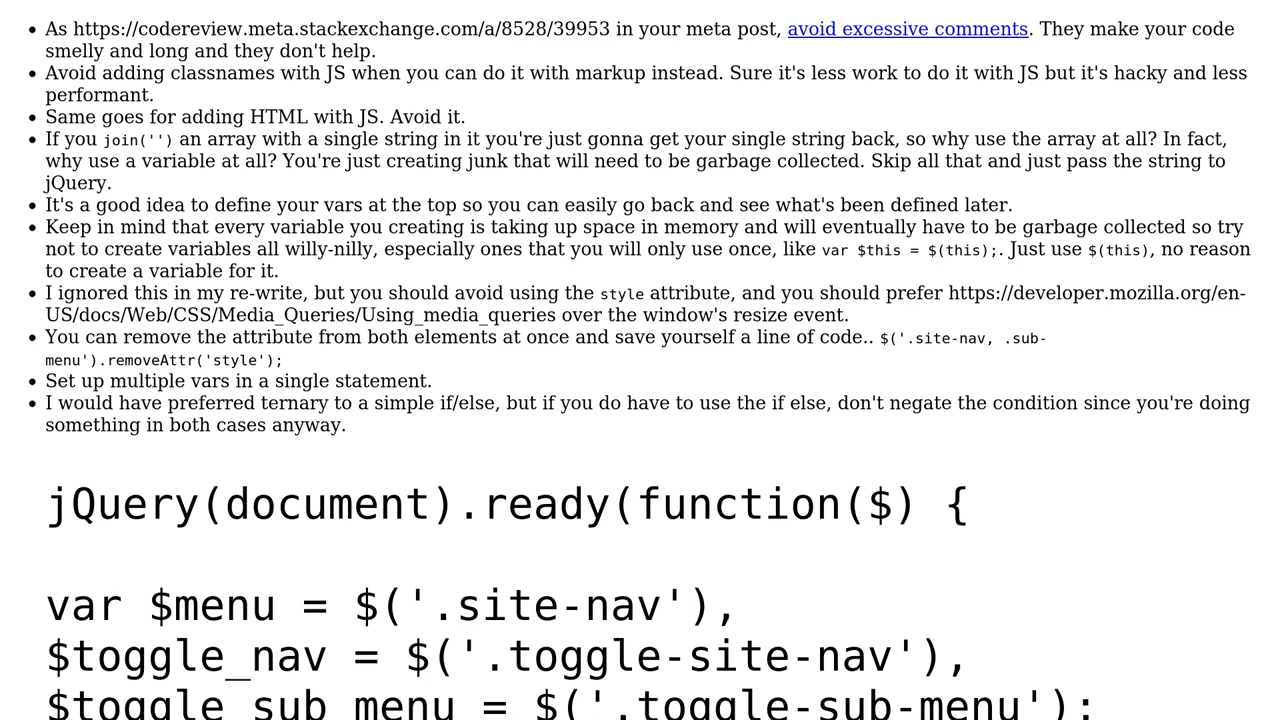 • As https://codereview.meta.stackexchange.com/a/8528/39953 in your meta post, avoid excessive comments. They make your code
smelly and long and they don't help.
• Avoid adding classnames with JS when you can do it with markup instead. Sure it's less work to do it with JS but it's hacky and less
performant.
• Same goes for adding HTML with JS. Avoid it.
• If you join('') an array with a single string in it you're just gonna get your single string back, so why use the array at all? In fact,
why use a variable at all? You're just creating junk that will need to be garbage collected. Skip all that and just pass the string to
jQuery.
• It's a good idea to define your vars at the top so you can easily go back and see what's been defined later.
• Keep in mind that every variable you creating is taking up space in memory and will eventually have to be garbage collected so try
not to create variables all willy-nilly, especially ones that you will only use once, like var $this = $(this);. Just use $(this), no reason
to create a variable for it.
• I ignored this in my re-write, but you should avoid using the style attribute, and you should prefer https://developer.mozilla.org/en-
US/docs/Web/CSS/Media_Queries/Using_media_queries over the window's resize event.
• You can remove the attribute from both elements at once and save yourself a line of code.. $('.site-nav, .sub-
menu').removeAttr('style');
• Set up multiple vars in a single statement.
• I would have preferred ternary to a simple if/else, but if you do have to use the if else, don't negate the condition since you're doing
something in both cases anyway.
jQuery(document).ready(function($) {
var $menu = $('.site-nav'),
$toggle_nav = $('.toggle-site-nav'),
$toggle_sub_menu = $('.toggle-sub-menu');